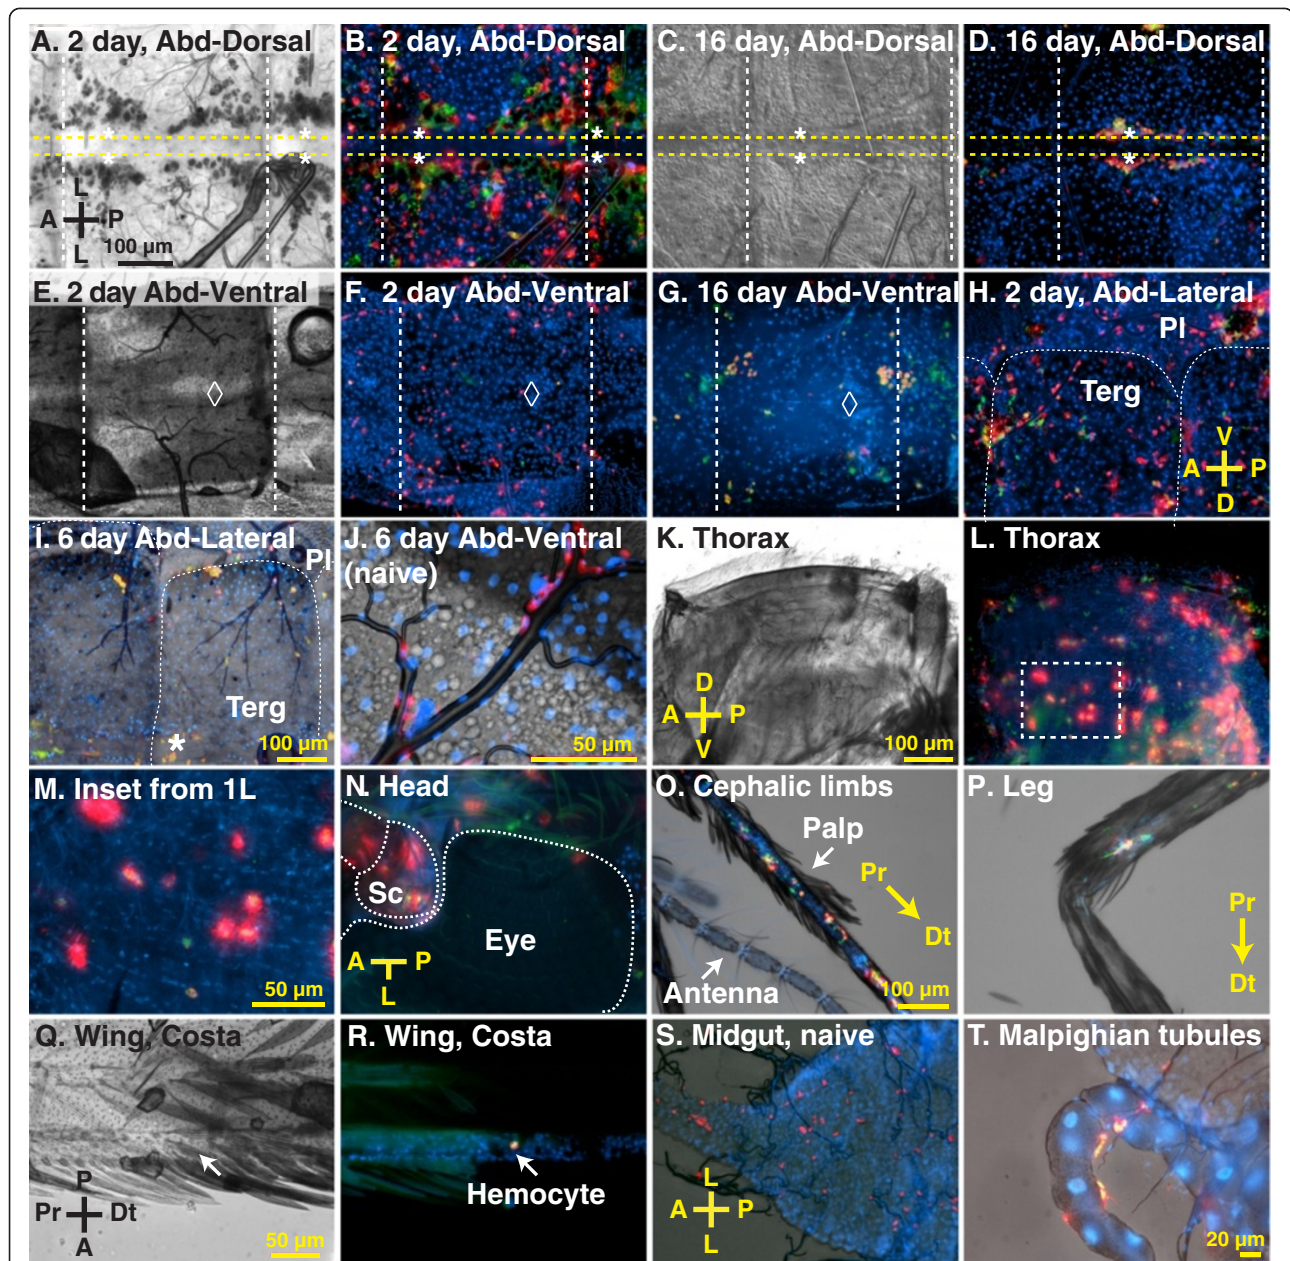 A. 2 day, Abd-Dorsal
B. 2 day, Abd-Dorsal
C. 16 day, Abd-Dorsal
D. 16 day, Abd-Dorsal
*
*
*
*
*
*
*
*
*
*
*
*
L
A
P
L
100 µm
E. 2 day Abd-Ventral
F. 2 day Abd-Ventral
G. 16 day Abd-Ventral
H. 2 day, Abd-Lateral
Pl
Terg
V
A
P
D
I. 6 day Abd-Lateral
Pl
Terg
*
100 µm
J. 6 day Abd-Ventral
(naive)
50 µm
K. Thorax
D
A
P
V
100 µm
L. Thorax
M. Inset from 1L
50 µm
N. Head
Sc
Eye
A
P
L
O. Cephalic limbs
Palp
Pr
Dt
Antenna
100 µm
P. Leg
Pr
Dt
Q. Wing, Costa
P
Pr
Dt
A
50 µm
R. Wing, Costa
Hemocyte
S. Midgut, naive
L
A
P
L
T. Malpighian tubules
20 µm